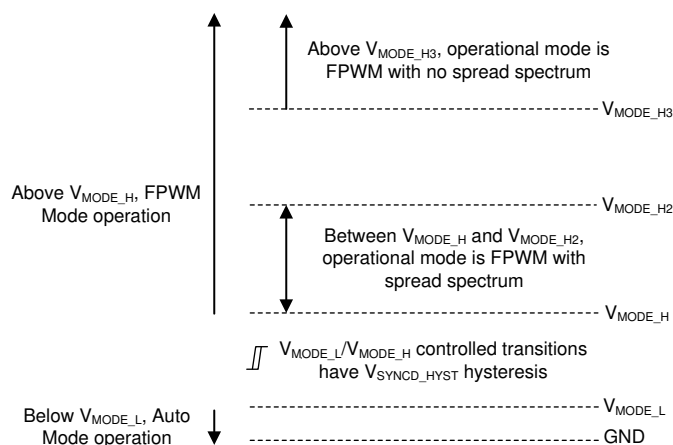 Above V_MODE_H3, operational mode is
FPWM with no spread spectrum
V_MODE_H3
Above V_MODE_H, FPWM
Mode operation
V_MODE_H2
Between V_MODE_H and V_MODE_H2,
operational mode is FPWM with
spread spectrum
V_MODE_H
V_MODE_L/V_MODE_H controlled transitions
have V_SYNCD_HYST hysteresis
V_MODE_L
Below V_MODE_L, Auto
Mode operation
GND